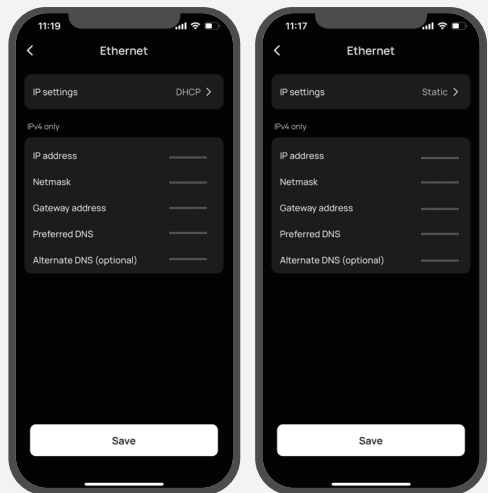 11:19
Ethernet
IP settings DHCP
IPv4 only
IP address
Netmask
Gateway address
Preferred DNS
Alternate DNS (optional)
Save
11:17
Ethernet
IP settings Static
IPv4 only
IP address
Netmask
Gateway address
Preferred DNS
Alternate DNS (optional)
Save